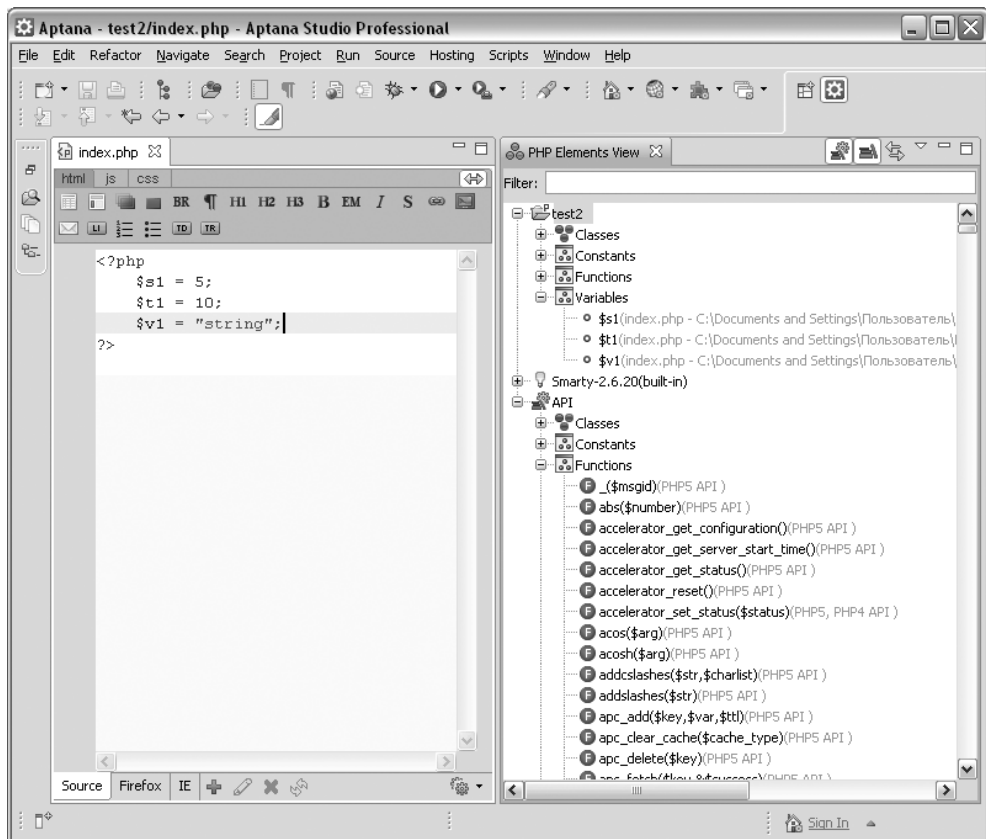 Aptana - test2/index.php - Aptana Studio Professional
File Edit Refactor Navigate Search Project Run Source Hosting Scripts Window Help
index.php
html js css
BR ¶ H1 H2 H3 B EM I S
LI TD TR
<?php
$s1 = 5;
$t1 = 10;
$v1 = "string";
?>
Source Firefox IE
PHP Elements View
Filter:
test2
Classes
Constants
Functions
Variables
$s1(index.php - C:\Documents and Settings\Пользователь\
$t1(index.php - C:\Documents and Settings\Пользователь\
$v1(index.php - C:\Documents and Settings\Пользователь\
Smarty-2.6.20(built-in)
API
Classes
Constants
Functions
_($msgid)(PHP5 API )
abs($number)(PHP5 API )
accelerator_get_configuration()(PHP5 API )
accelerator_get_server_start_time()(PHP5 API )
accelerator_get_status()(PHP5 API )
accelerator_reset()(PHP5 API )
accelerator_set_status($status)(PHP5, PHP4 API )
acos($arg)(PHP5 API )
acosh($arg)(PHP5 API )
addcslashes($str,$charlist)(PHP5 API )
addslashes($str)(PHP5 API )
apc_add($key,$var,$ttl)(PHP5 API )
apc_clear_cache($cache_type)(PHP5 API )
apc_delete($key)(PHP5 API )
apc_fetch($key,&$success)(PHP5 API )
Sign In